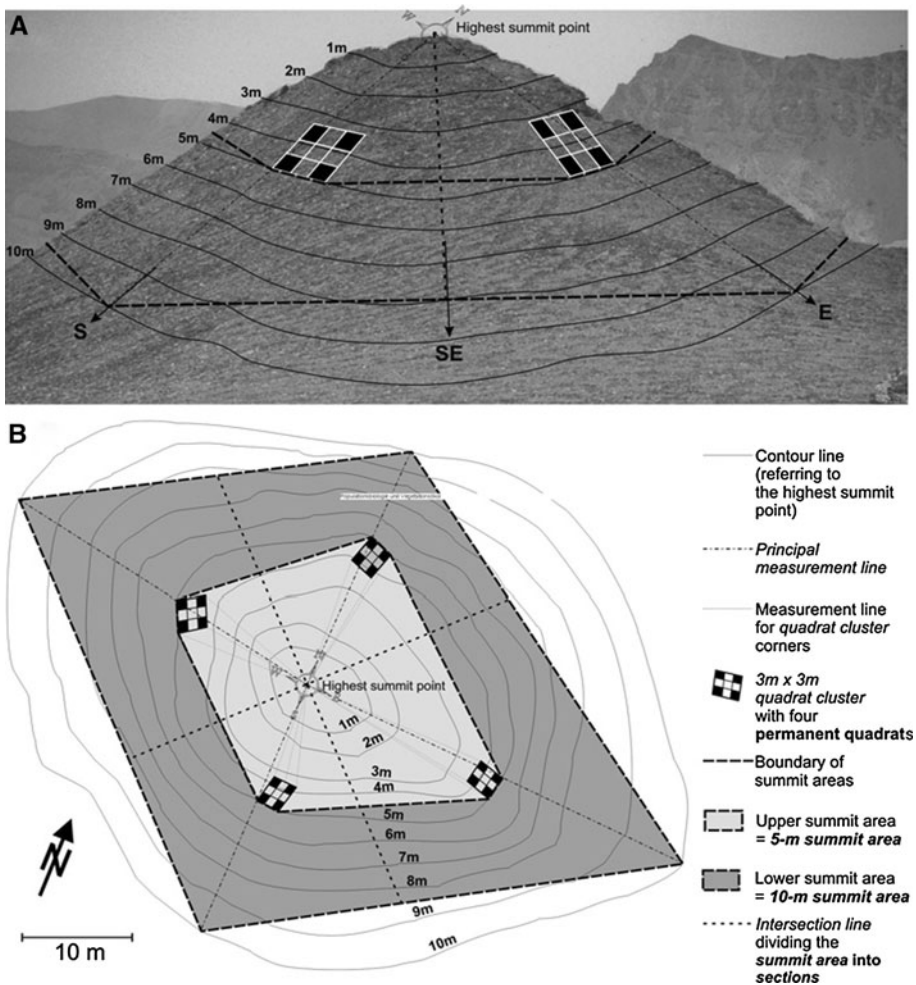 A
W N
Highest summit point
1m
2m
3m
4m
5m
6m
7m
8m
9m
10m
S
SE
E
B
W N
S E
Highest summit point
1m
2m
3m
4m
5m
6m
7m
8m
9m
10m
N
10 m
Contour line
(referring to
the highest summit
point)
Principal
measurement line
Measurement line
for quadrat cluster
corners
3m x 3m
quadrat cluster
with four
permanent quadrats
Boundary of
summit areas
Upper summit area
= 5-m summit area
Lower summit area
= 10-m summit area
Intersection line
dividing the
summit area into
sections